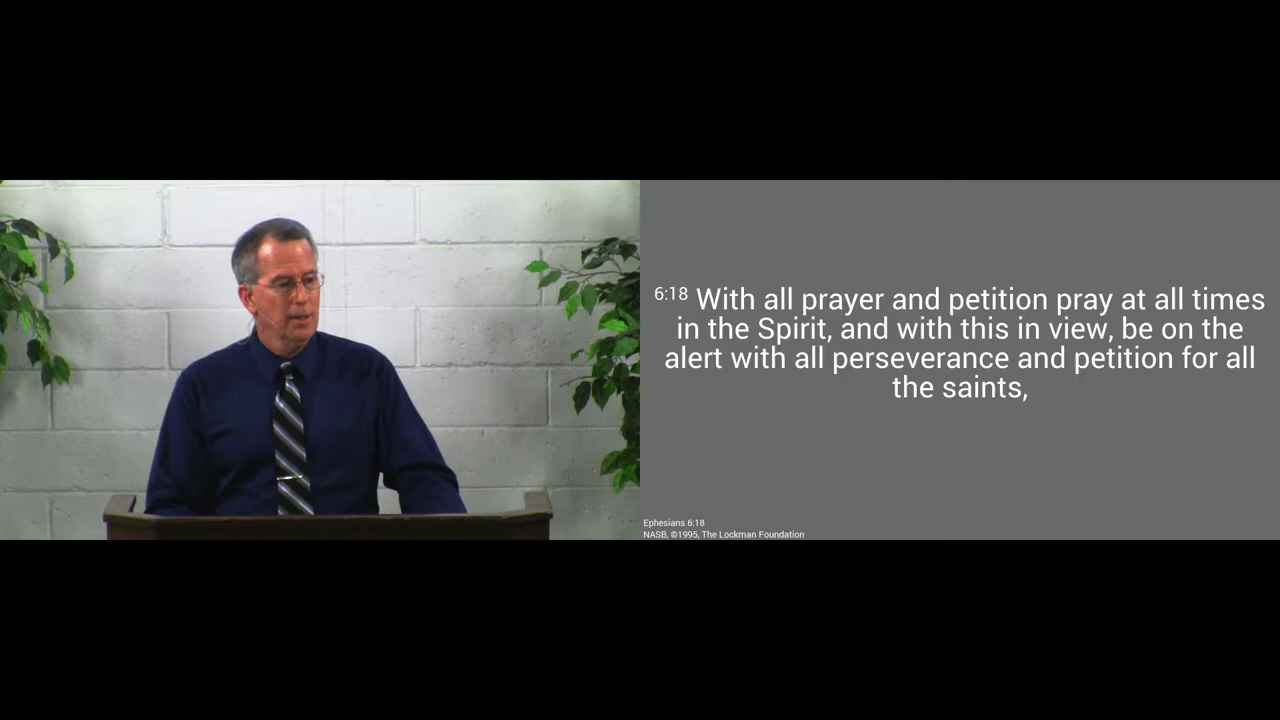 6:18 With all prayer and petition pray at all times
in the Spirit, and with this in view, be on the
alert with all perseverance and petition for all
the saints,
Ephesians 6:18
NASB, ©1995, The Lockman Foundation